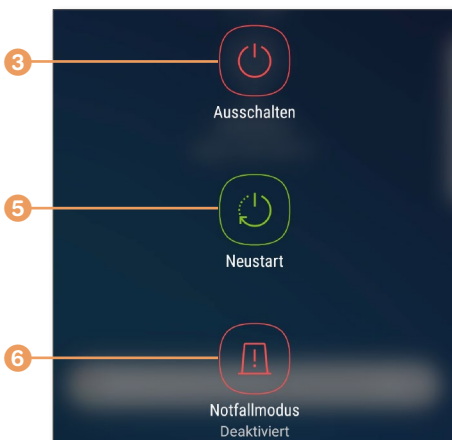 3
Ausschalten
5
Neustart
6
Notfallmodus
Deaktiviert